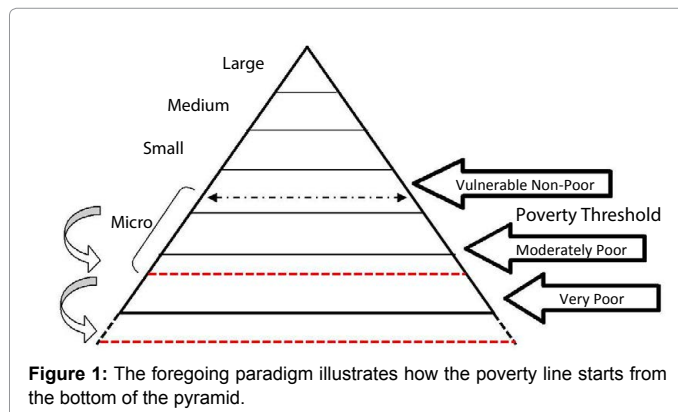 Large
Medium
Small
Vulnerable Non-Poor
Micro
Poverty Threshold
Moderately Poor
Very Poor
Figure 1: The foregoing paradigm illustrates how the poverty line starts from
the bottom of the pyramid.